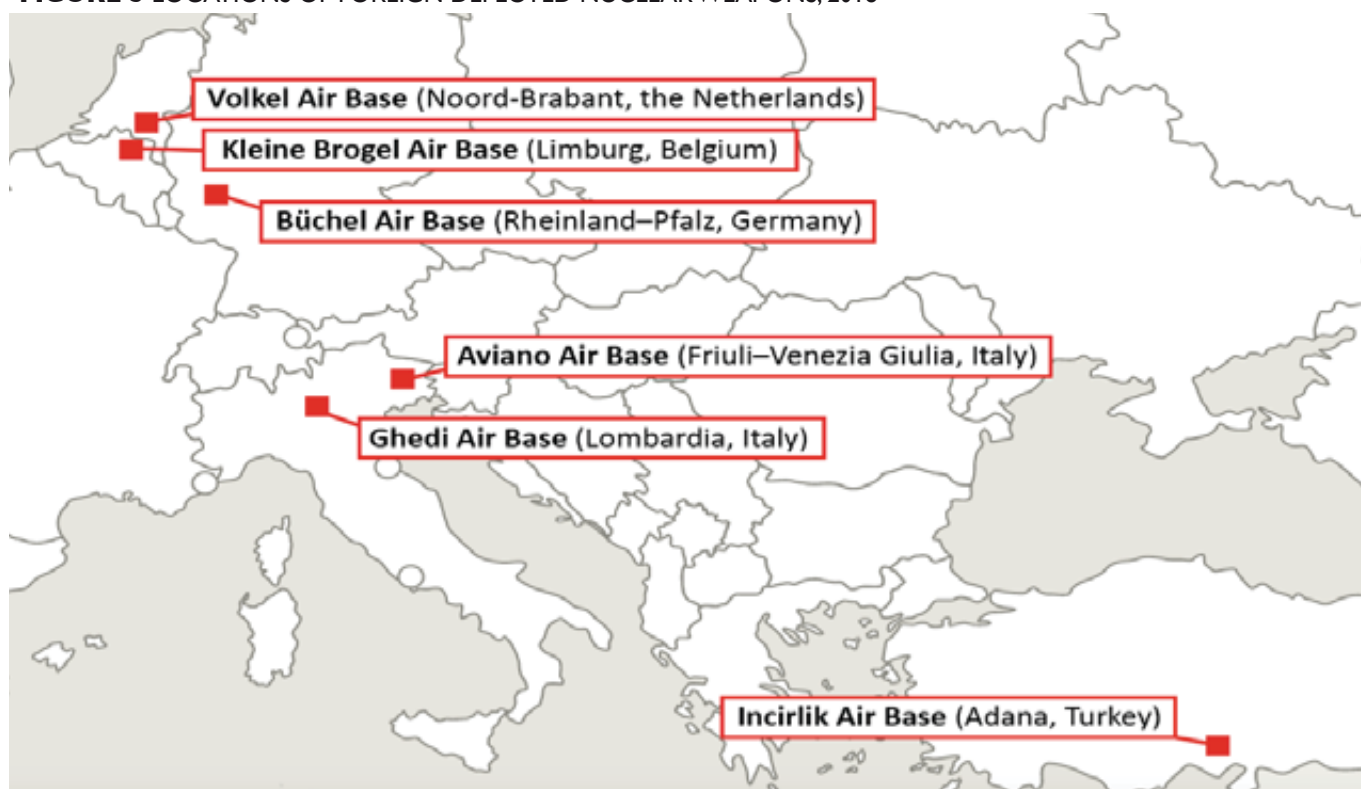 Volkel Air Base (Noord-Brabant, the Netherlands)
Kleine Brogel Air Base (Limburg, Belgium)
Büchel Air Base (Rheinland–Pfalz, Germany)
Aviano Air Base (Friuli–Venezia Giulia, Italy)
Ghedi Air Base (Lombardia, Italy)
Incirlik Air Base (Adana, Turkey)